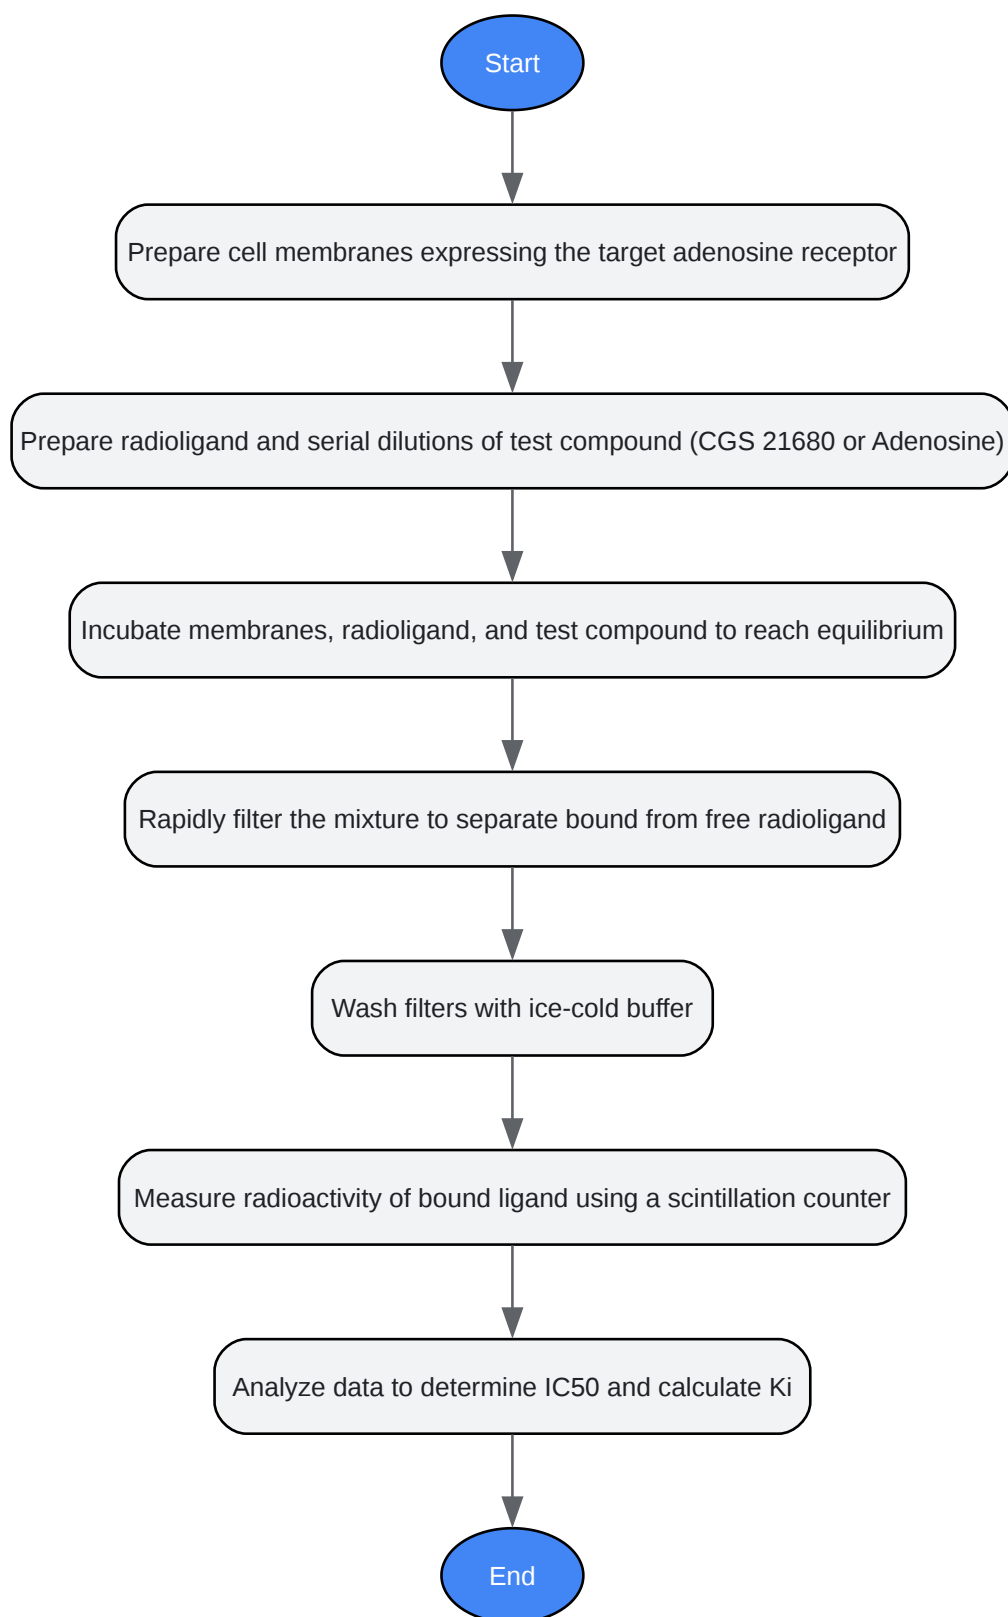 Start
Prepare cell membranes expressing the target adenosine receptor
Prepare radioligand and serial dilutions of test compound (CGS 21680 or Adenosine)
Incubate membranes, radioligand, and test compound to reach equilibrium
Rapidly filter the mixture to separate bound from free radioligand
Wash filters with ice-cold buffer
Measure radioactivity of bound ligand using a scintillation counter
Analyze data to determine IC50 and calculate Ki
End